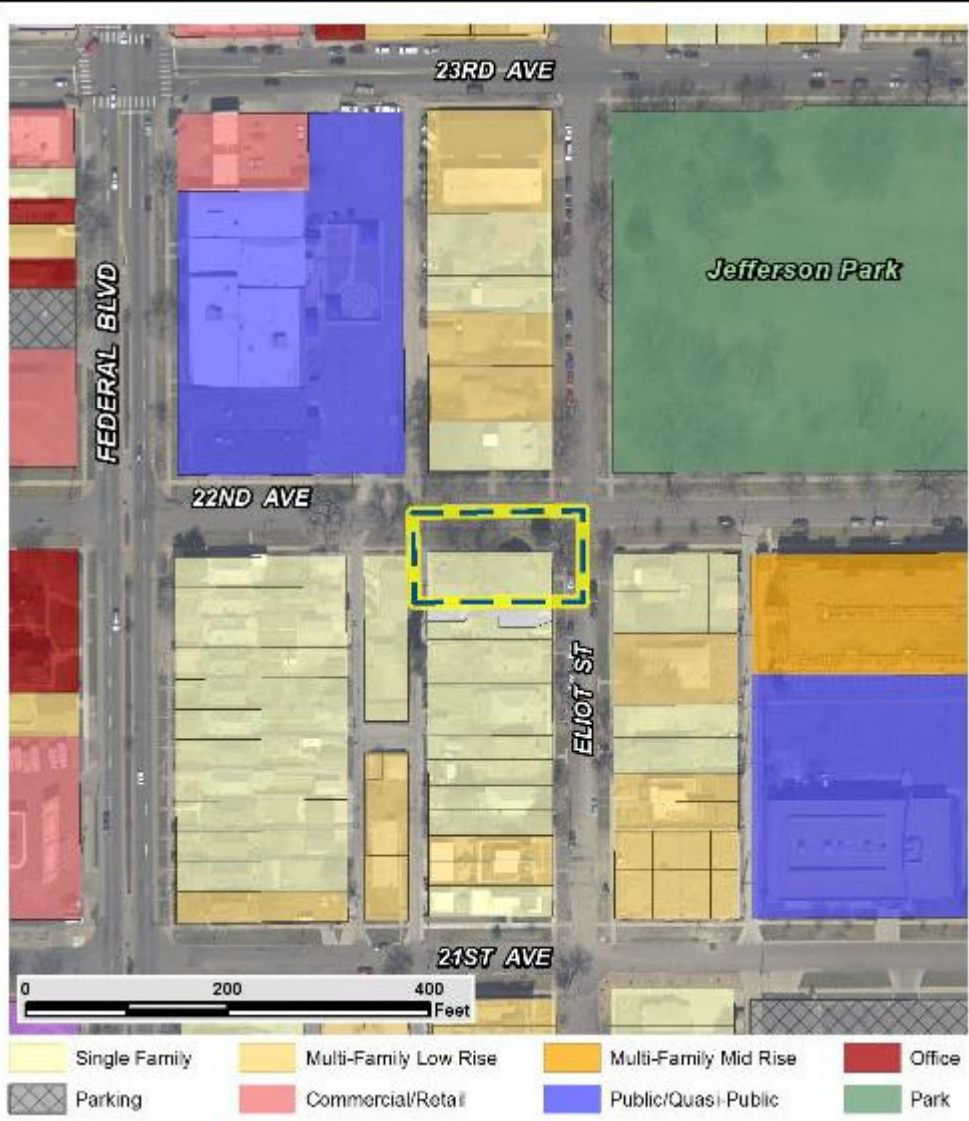 23RD AVE
Jefferson Park
FEDERAL BLVD
22ND AVE
ELIOT ST
21ST AVE
0 200 400
Feet
Single Family Multi-Family Low Rise Multi-Family Mid Rise Office
Parking Commercial/Retail Public/Quasi-Public Park